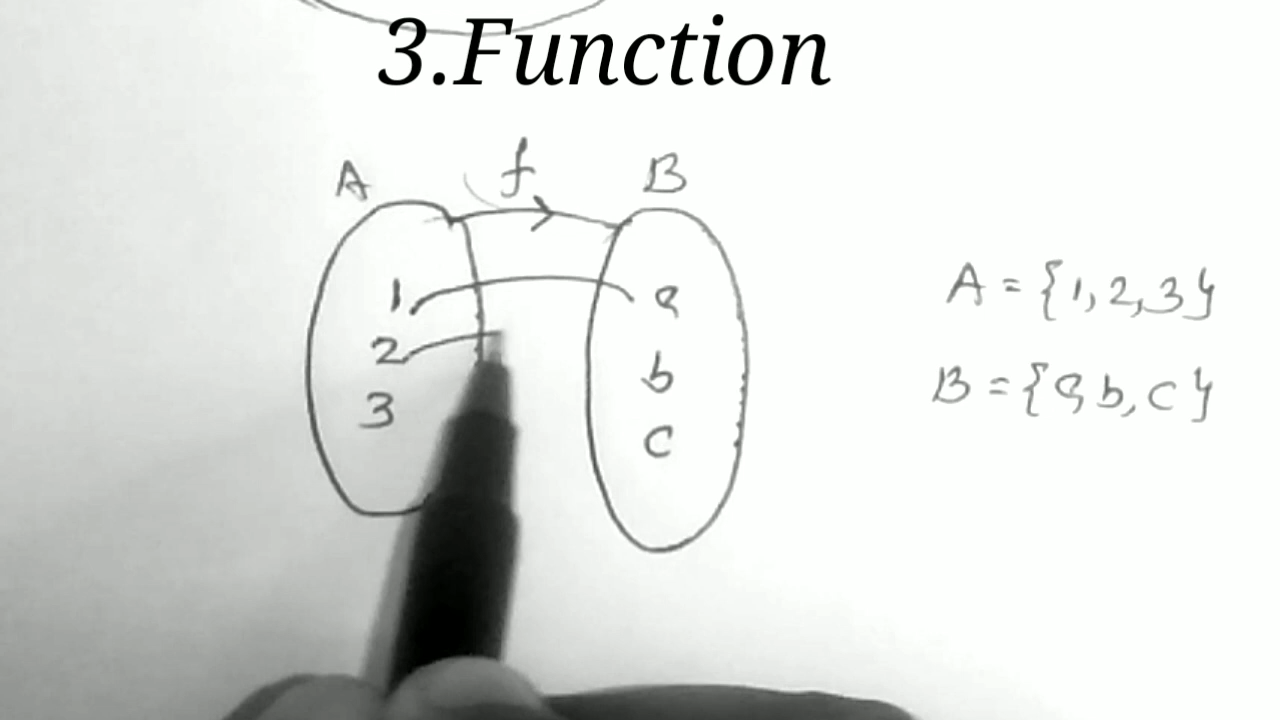 3.Function
A f B
1 a
2 b
3 c
A = {1,2,3}
B = {a, b, c}